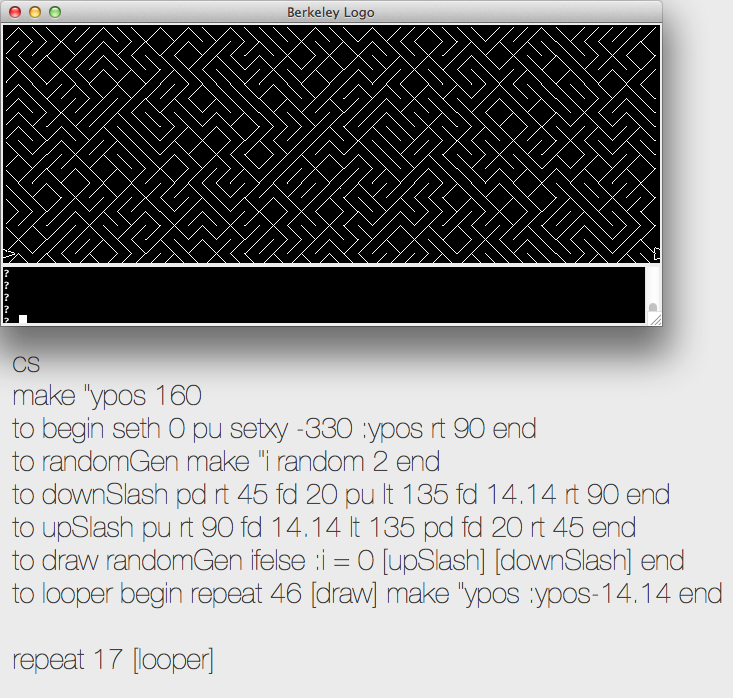 Berkeley Logo
?
?
?
?
?
cs
make "ypos 160
to begin seth 0 pu setxy -330 :ypos rt 90 end
to randomGen make "i random 2 end
to downSlash pd rt 45 fd 20 pu lt 135 fd 14.14 rt 90 end
to upSlash pu rt 90 fd 14.14 lt 135 pd fd 20 rt 45 end
to draw randomGen ifelse :i = 0 [upSlash] [downSlash] end
to looper begin repeat 46 [draw] make "ypos :ypos-14.14 end
repeat 17 [looper]